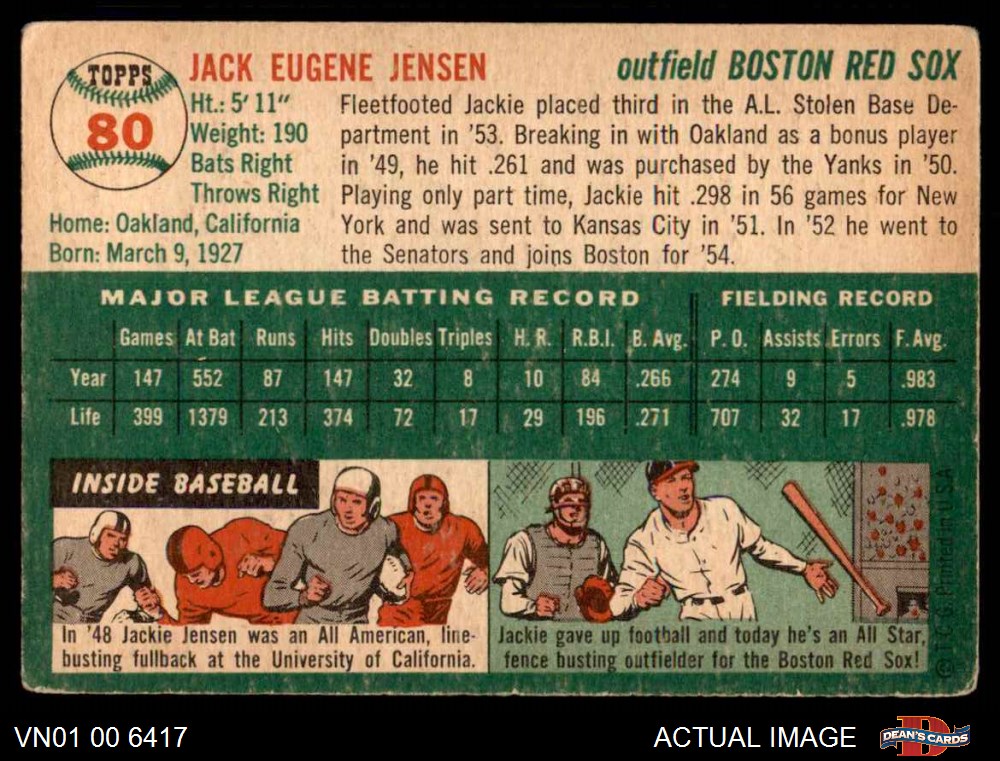 TOPPS
80
JACK EUGENE JENSEN
outfield BOSTON RED SOX
Ht.: 5' 11"
Weight: 190
Bats Right
Throws Right
Home: Oakland, California
Born: March 9, 1927
Fleetfooted Jackie placed third in the A.L. Stolen Base De-
partment in '53. Breaking in with Oakland as a bonus player
in '49, he hit .261 and was purchased by the Yanks in '50.
Playing only part time, Jackie hit .298 in 56 games for New
York and was sent to Kansas City in '51. In '52 he went to
the Senators and joins Boston for '54.
MAJOR LEAGUE BATTING RECORD FIELDING RECORD
Games At Bat Runs Hits Doubles Triples H. R. R.B.I. B. Avg. P. O. Assists Errors F. Avg.
Year 147 552 87 147 32 8 10 84 .266 274 9 5 .983
Life 399 1379 213 374 72 17 29 196 .271 707 32 17 .978
INSIDE BASEBALL
In '48 Jackie Jensen was an All American, line-
busting fullback at the University of California.
Jackie gave up football and today he's an All Star,
fence busting outfielder for the Boston Red Sox!
© T. C. G. Printed in U.S.A
VN01 00 6417
ACTUAL IMAGE
DEAN'S CARDS